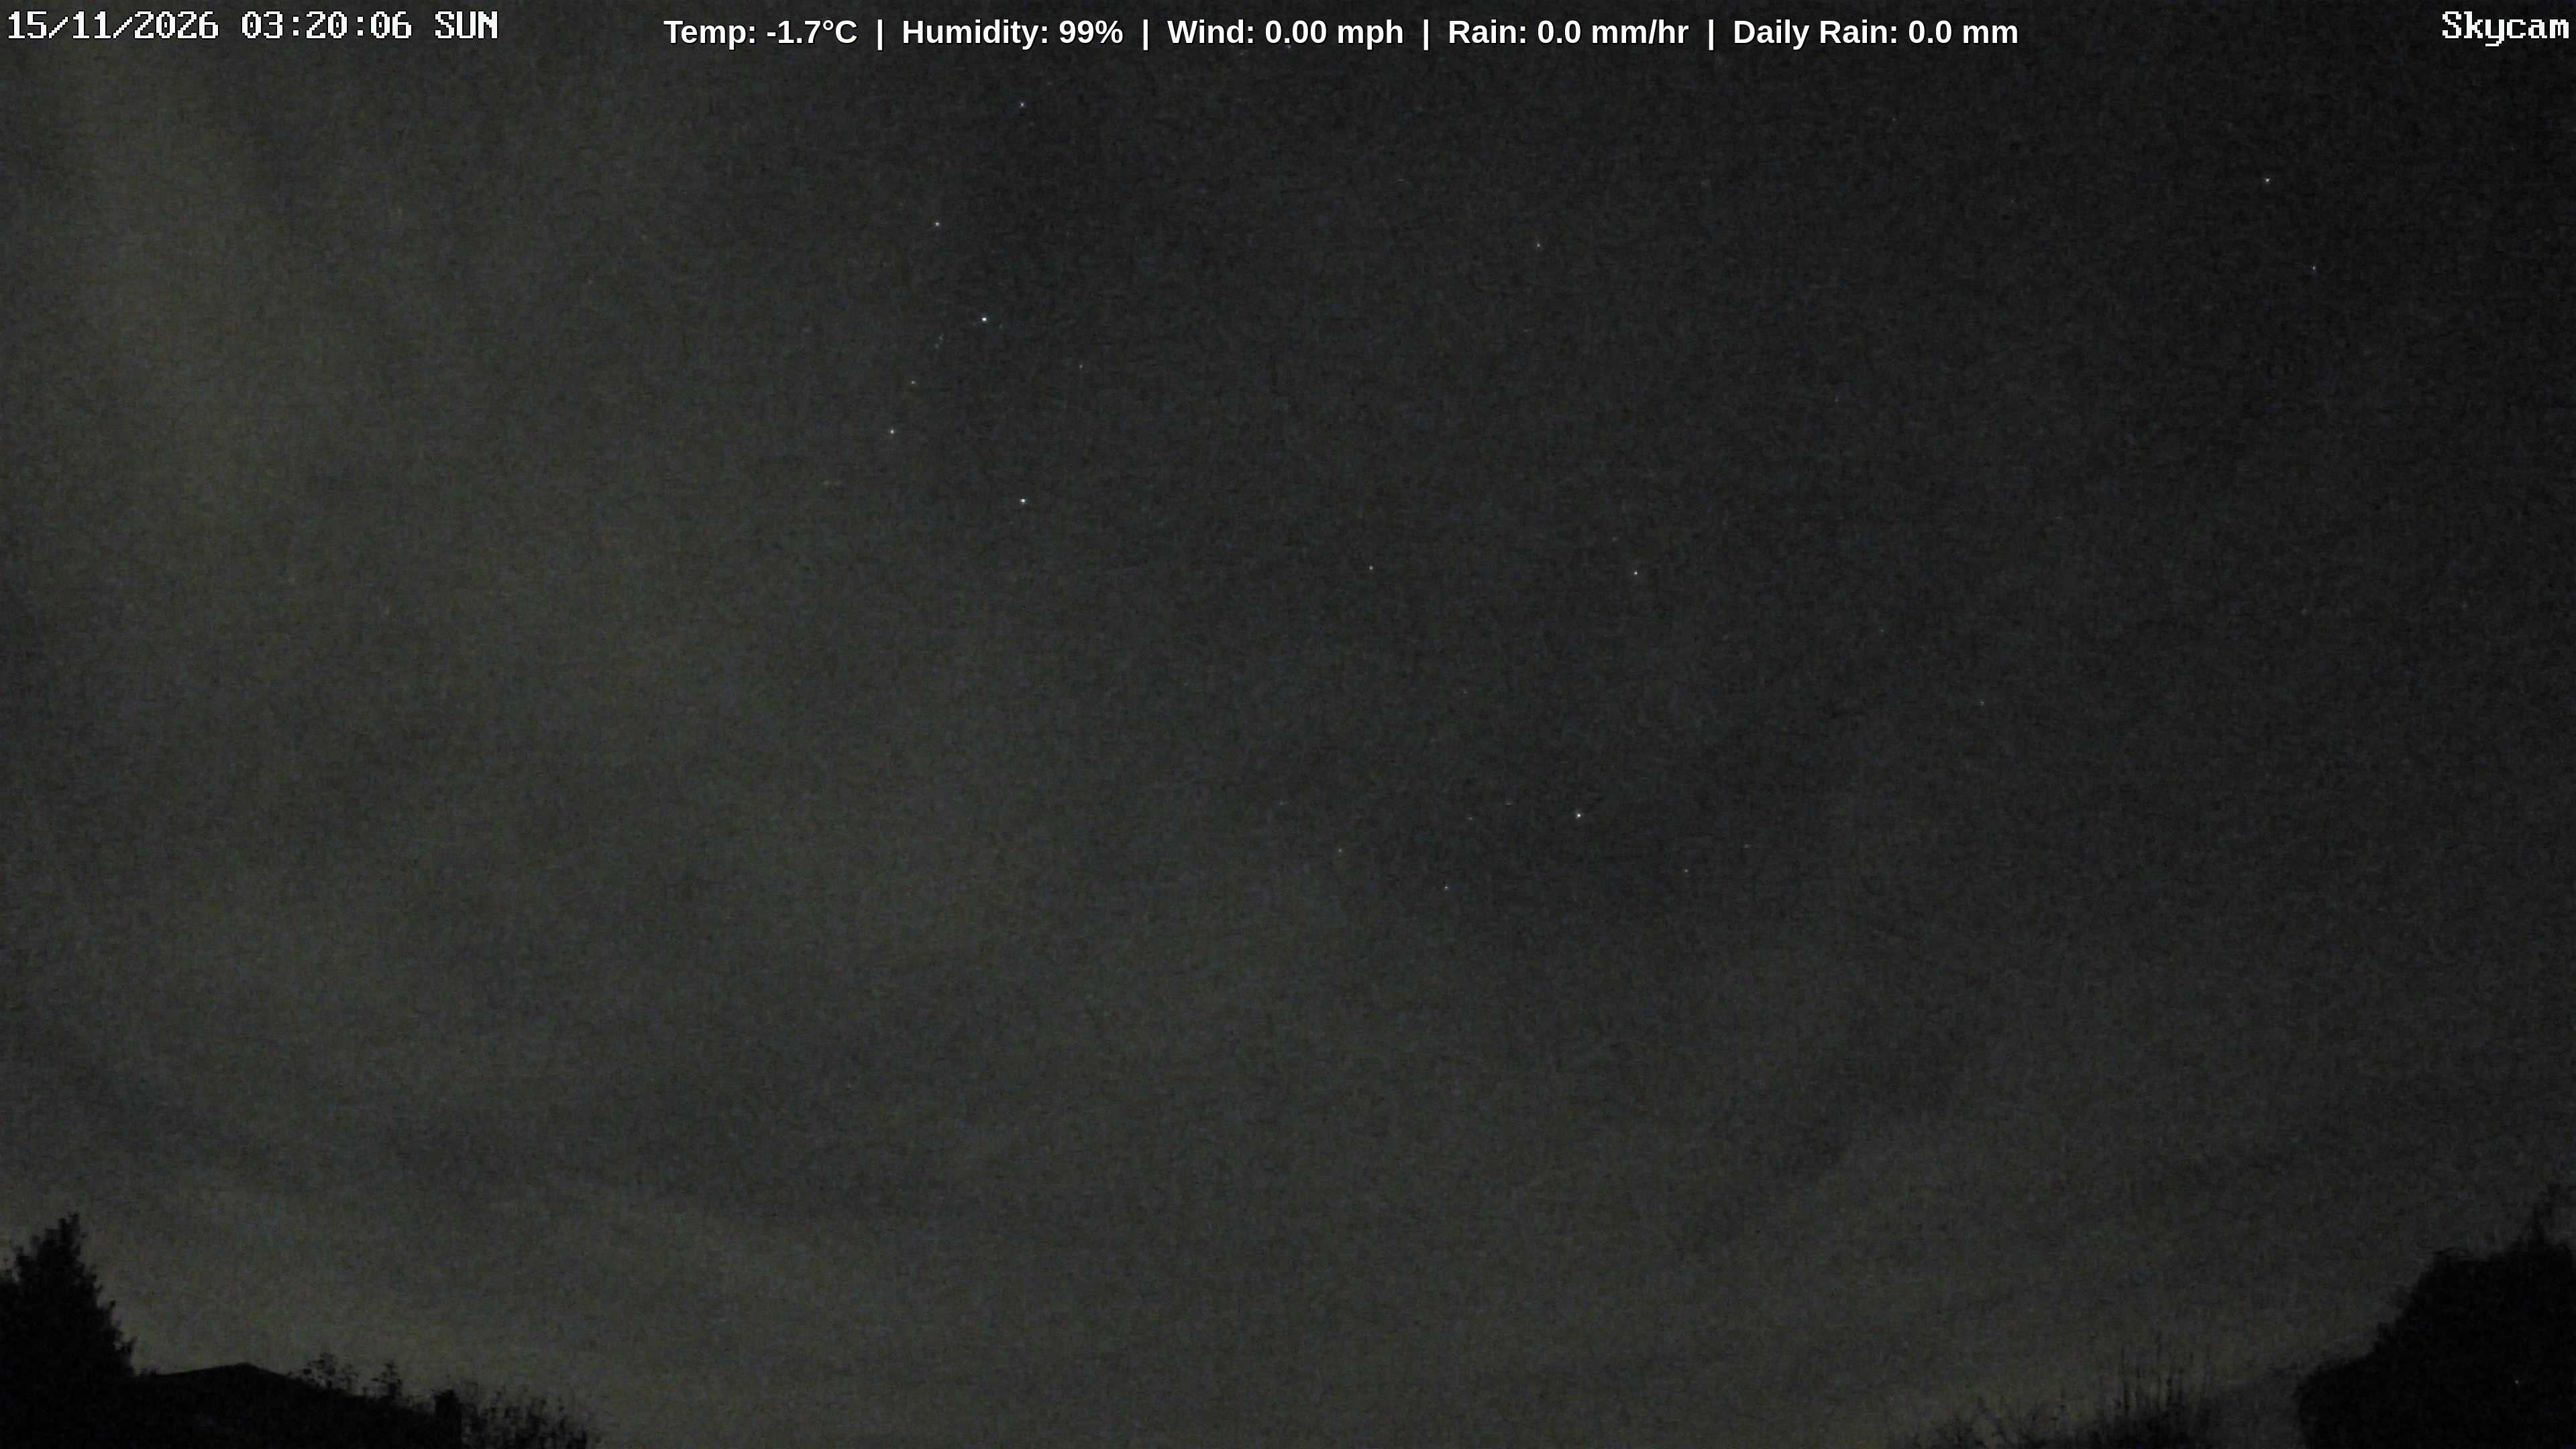 15/11/2026 03:20:06 SUN
Temp: -1.7°C | Humidity: 99% | Wind: 0.00 mph | Rain: 0.0 mm/hr | Daily Rain: 0.0 mm
Skycam